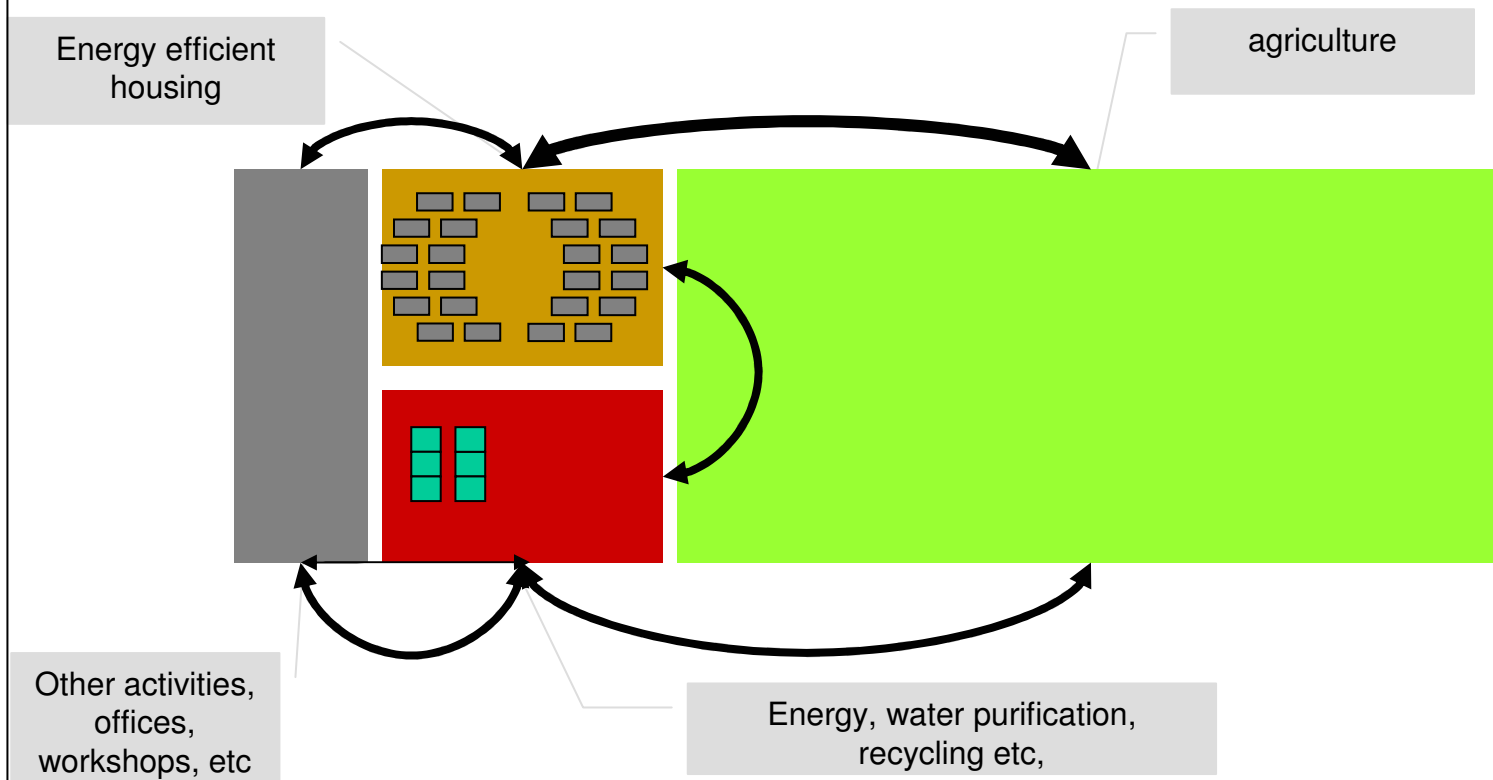 Energy efficient
housing
agriculture
Other activities,
offices,
workshops, etc
Energy, water purification,
recycling etc,